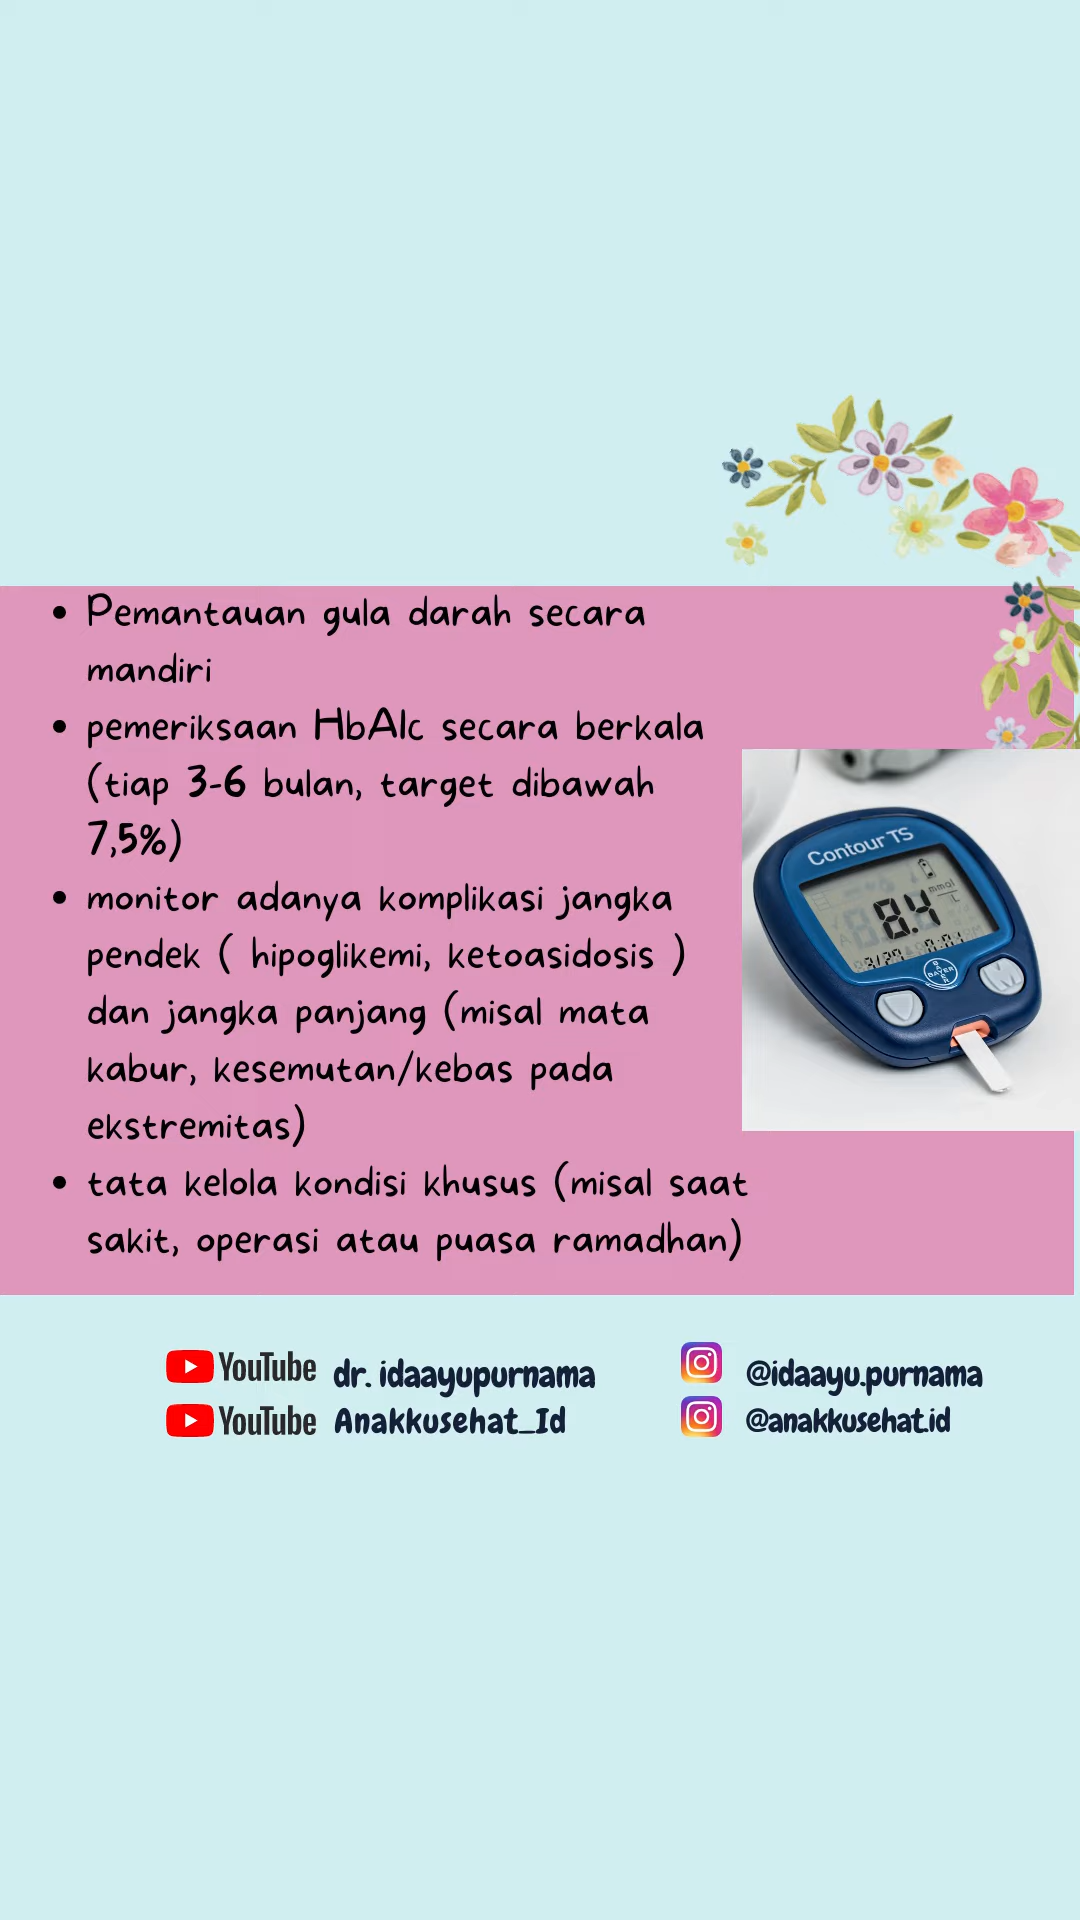 Pemantauan gula darah secara
mandiri
pemeriksaan HbA1c secara berkala
(tiap 3-6 bulan, target dibawah
7,5%)
monitor adanya komplikasi jangka
pendek ( hipoglikemi, ketoasidosis )
dan jangka panjang (misal mata
kabur, kesemutan/kebas pada
ekstremitas)
tata kelola kondisi khusus (misal saat
sakit, operasi atau puasa ramadhan)
Contour TS
8.4
mmol
L
BAYER
M
YouTube dr. idaayupurnama
YouTube Anakkusehat_Id
@idaayu.purnama
@anakkusehat.id